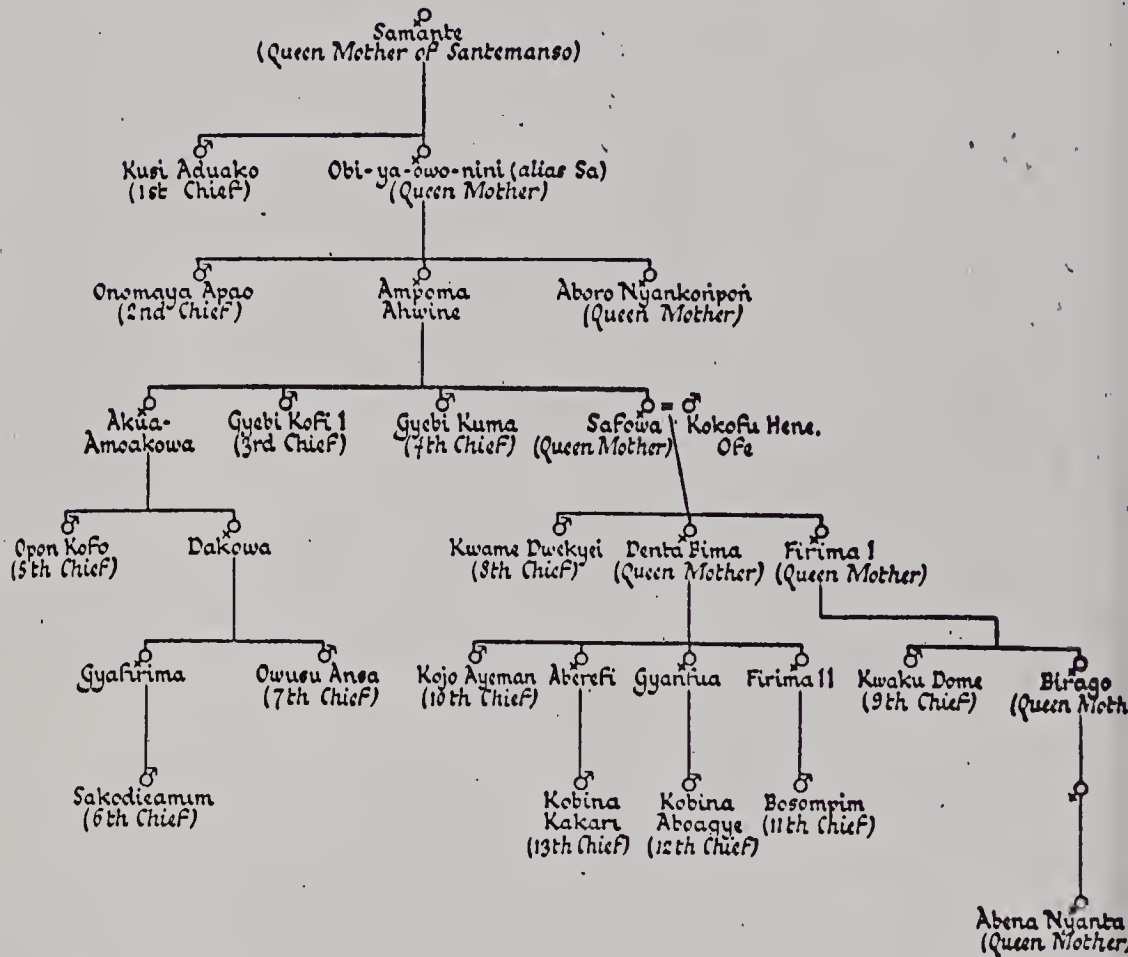 Samante
(Queen Mother of Santemanso)
Kusi Aduako
(1st Chief)
Obi-ya-owo-nini (alias Sa)
(Queen Mother)
Onomaya Apao
(2nd Chief)
Ampoma
Ahwine
Aboro Nyankoripon
(Queen Mother)
Akua-
Amoakowa
Gyebi Kofi 1
(3rd Chief)
Gyebi Kuma
(4th Chief)
Safowa
(Queen Mother)
=
Kokofu Hene.
Ofe
Opon Kofo
(5th Chief)
Dakowa
Kwame Dwekyei
(8th Chief)
Denta Bima
(Queen Mother)
Firima 1
(Queen Mother)
Gyafirima
Owusu Ansa
(7th Chief)
Kojo Ayeman
(10th Chief)
Aberefi
Gyanfua
Firima 11
Kwaku Dome
(9th Chief)
Birago
(Queen Moth
Sakodieamim
(6th Chief)
Kobina
Kakari
(13th Chief)
Kobina
Aboagye
(12th Chief)
Bosompim
(11th Chief)
Abena Nyanta
(Queen Mother)